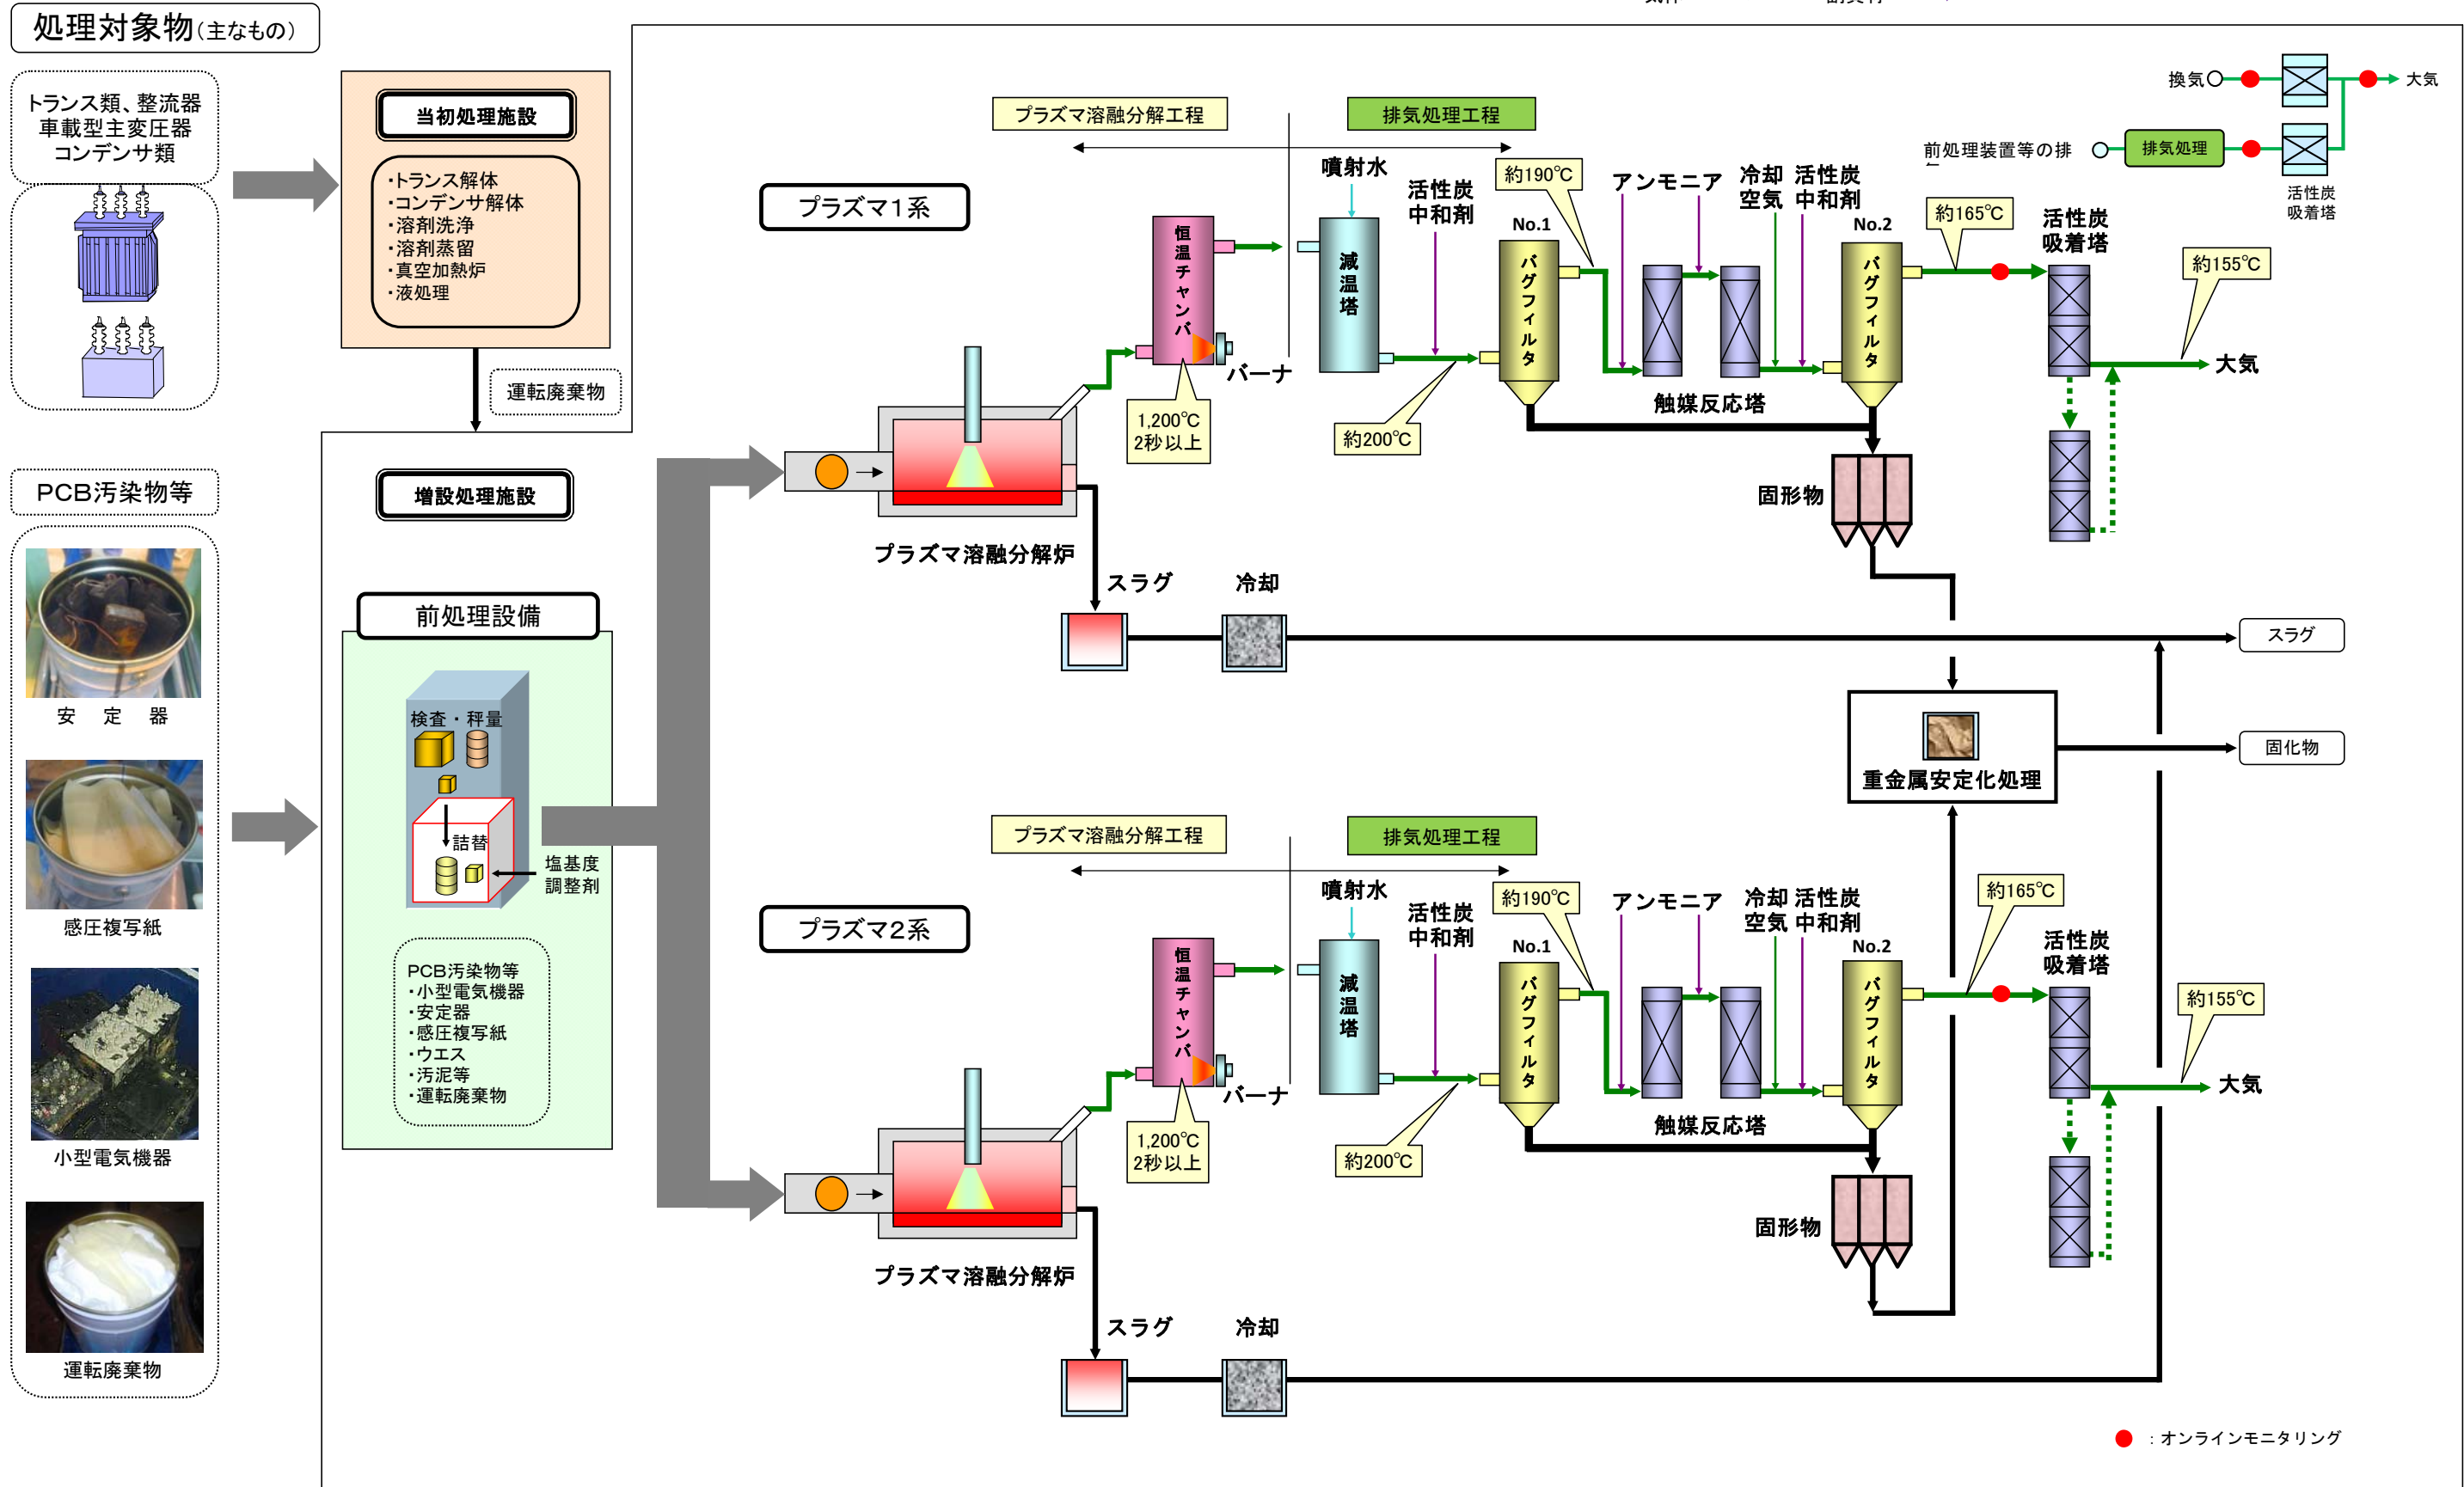 処理対象物(主なもの)
トランス類、整流器
車載型主変圧器
コンデンサ類
当初処理施設
・トランス解体
・コンデンサ解体
・溶剤洗浄
・溶剤蒸留
・真空加熱炉
・液処理
運転廃棄物
PCB汚染物等
安 定 器
感圧複写紙
小型電気機器
運転廃棄物
増設処理施設
前処理設備
検査・秤量
詰替
塩基度
調整剤
PCB汚染物等
・小型電気機器
・安定器
・感圧複写紙
・ウエス
・汚泥等
・運転廃棄物
換気
大気
前処理装置等の排
排気処理
活性炭
吸着塔
プラズマ溶融分解工程
排気処理工程
プラズマ1系
恒温チャンバ
バーナ
1,200℃
2秒以上
噴射水
減温塔
活性炭
中和剤
約200℃
No.1
バグフィルタ
約190℃
アンモニア
触媒反応塔
冷却
空気
活性炭
中和剤
No.2
バグフィルタ
約165℃
活性炭
吸着塔
約155℃
大気
固形物
プラズマ溶融分解炉
スラグ
冷却
スラグ
重金属安定化処理
固化物
プラズマ溶融分解工程
排気処理工程
プラズマ2系
恒温チャンバ
バーナ
1,200℃
2秒以上
噴射水
減温塔
活性炭
中和剤
約200℃
No.1
バグフィルタ
約190℃
アンモニア
触媒反応塔
冷却
空気
活性炭
中和剤
No.2
バグフィルタ
約165℃
活性炭
吸着塔
約155℃
大気
固形物
プラズマ溶融分解炉
スラグ
冷却
：オンラインモニタリング